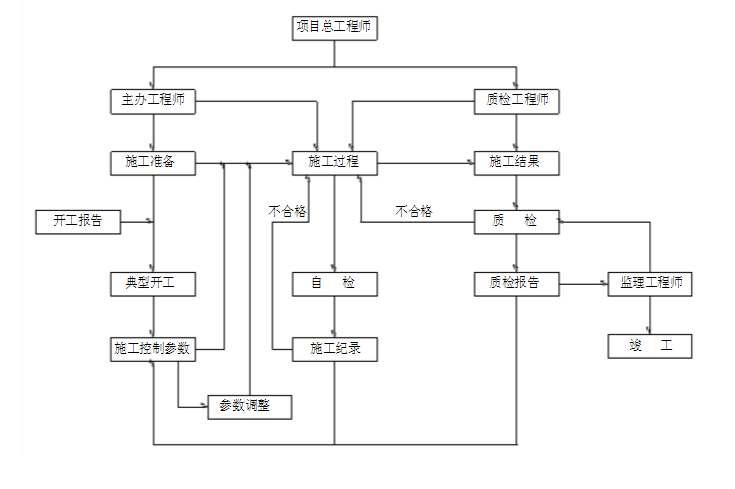 项目总工程师
主办工程师
质检工程师
施工准备
施工过程
施工结果
开工报告
不合格
不合格
质 检
典型开工
自 检
质检报告
监理工程师
施工控制参数
施工纪录
竣 工
参数调整